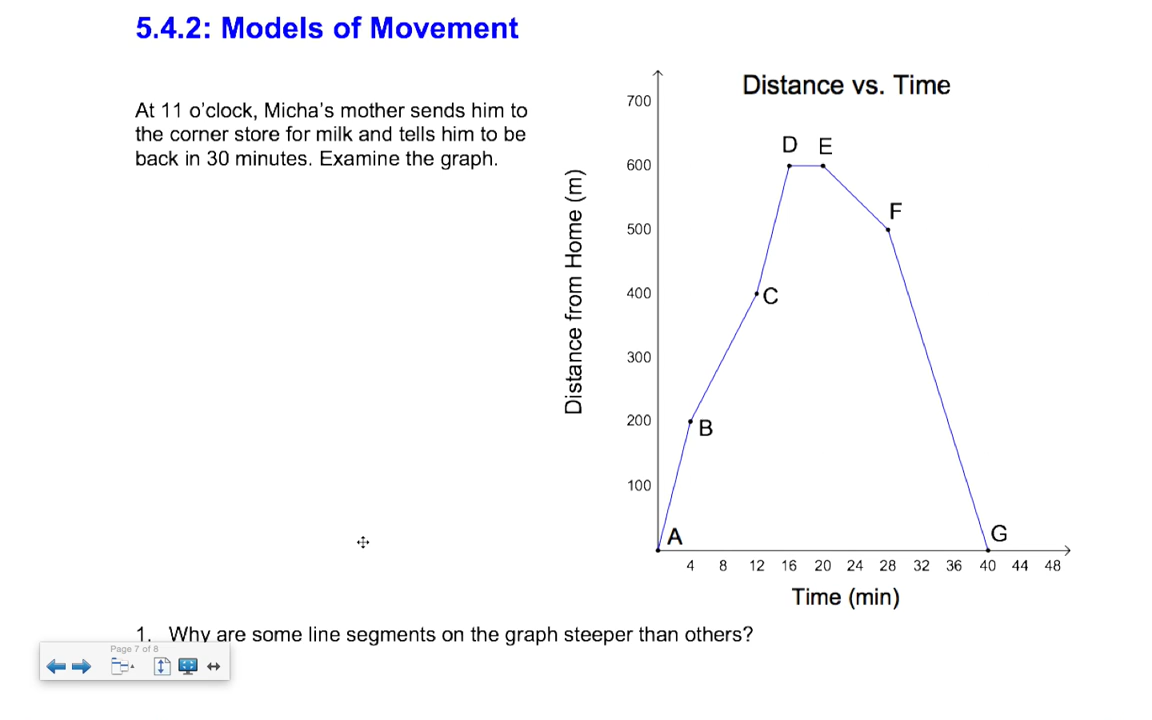 5.4.2: Models of Movement
At 11 o'clock, Micha's mother sends him to
the corner store for milk and tells him to be
back in 30 minutes. Examine the graph.
Distance vs. Time
Distance from Home (m)
700
600
500
400
300
200
100
D E
F
C
B
A
G
4 8 12 16 20 24 28 32 36 40 44 48
Time (min)
1. Why are some line segments on the graph steeper than others?
Page 7 of 8